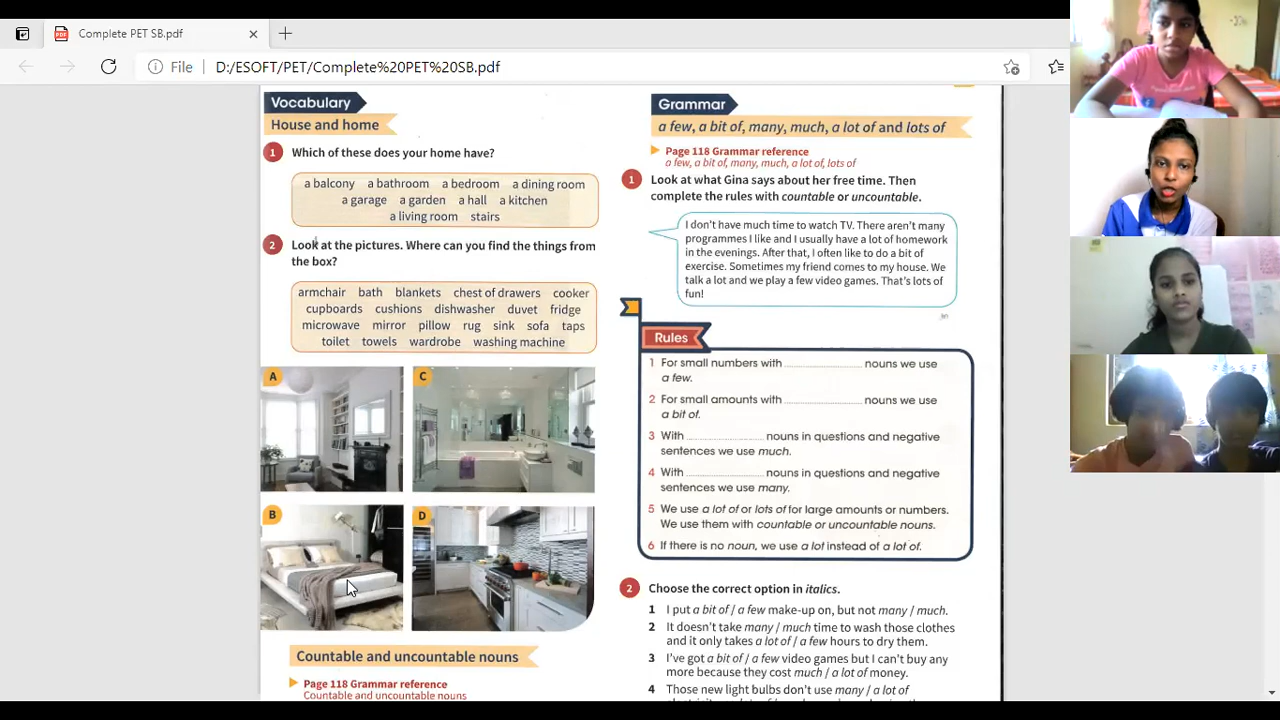 Complete PET SB.pdf
File D:/ESOFT/PET/Complete%20PET%20SB.pdf
Vocabulary
House and home
1 Which of these does your home have?
a balcony a bathroom a bedroom a dining room
a garage a garden a hall a kitchen
a living room stairs
2 Look at the pictures. Where can you find the things from
the box?
armchair bath blankets chest of drawers cooker
cupboards cushions dishwasher duvet fridge
microwave mirror pillow rug sink sofa taps
toilet towels wardrobe washing machine
A
C
B
D
Countable and uncountable nouns
Page 118 Grammar reference
Countable and uncountable nouns
Grammar
a few, a bit of, many, much, a lot of and lots of
Page 118 Grammar reference
a few, a bit of, many, much, a lot of, lots of
1 Look at what Gina says about her free time. Then
complete the rules with countable or uncountable.
I don't have much time to watch TV. There aren't many
programmes I like and I usually have a lot of homework
in the evenings. After that, I often like to do a bit of
exercise. Sometimes my friend comes to my house. We
talk a lot and we play a few video games. That's lots of
fun!
Rules
1 For small numbers with .................... nouns we use
a few.
2 For small amounts with .................... nouns we use
a bit of.
3 With .................... nouns in questions and negative
sentences we use much.
4 With .................... nouns in questions and negative
sentences we use many.
5 We use a lot of or lots of for large amounts or numbers.
We use them with countable or uncountable nouns.
6 If there is no noun, we use a lot instead of a lot of.
2 Choose the correct option in italics.
1 I put a bit of / a few make-up on, but not many / much.
2 It doesn't take many / much time to wash those clothes
and it only takes a lot of / a few hours to dry them.
3 I've got a bit of / a few video games but I can't buy any
more because they cost much / a lot of money.
4 Those new light bulbs don't use many / a lot of